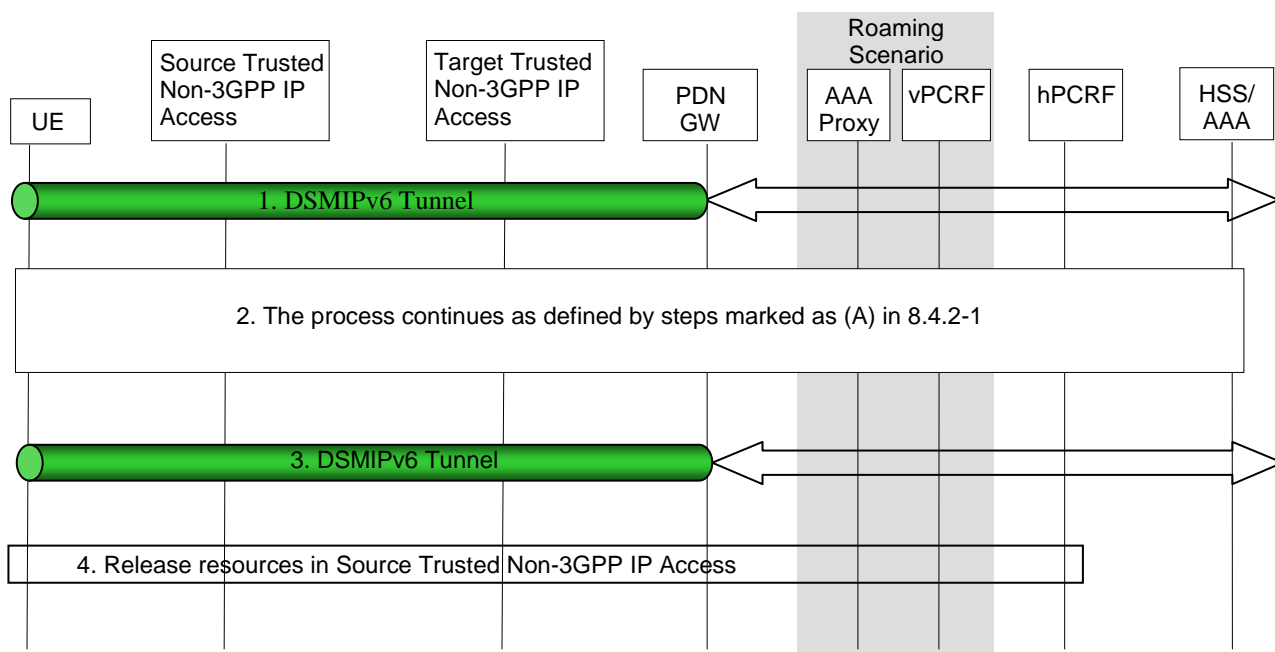 Roaming
Scenario
Source Trusted
Non-3GPP IP
Access
Target Trusted
Non-3GPP IP
Access
UE
PDN
GW
AAA
Proxy
vPCRF
hPCRF
HSS/
AAA
1. DSMIPv6 Tunnel
2. The process continues as defined by steps marked as (A) in 8.4.2-1
3. DSMIPv6 Tunnel
4. Release resources in Source Trusted Non-3GPP IP Access